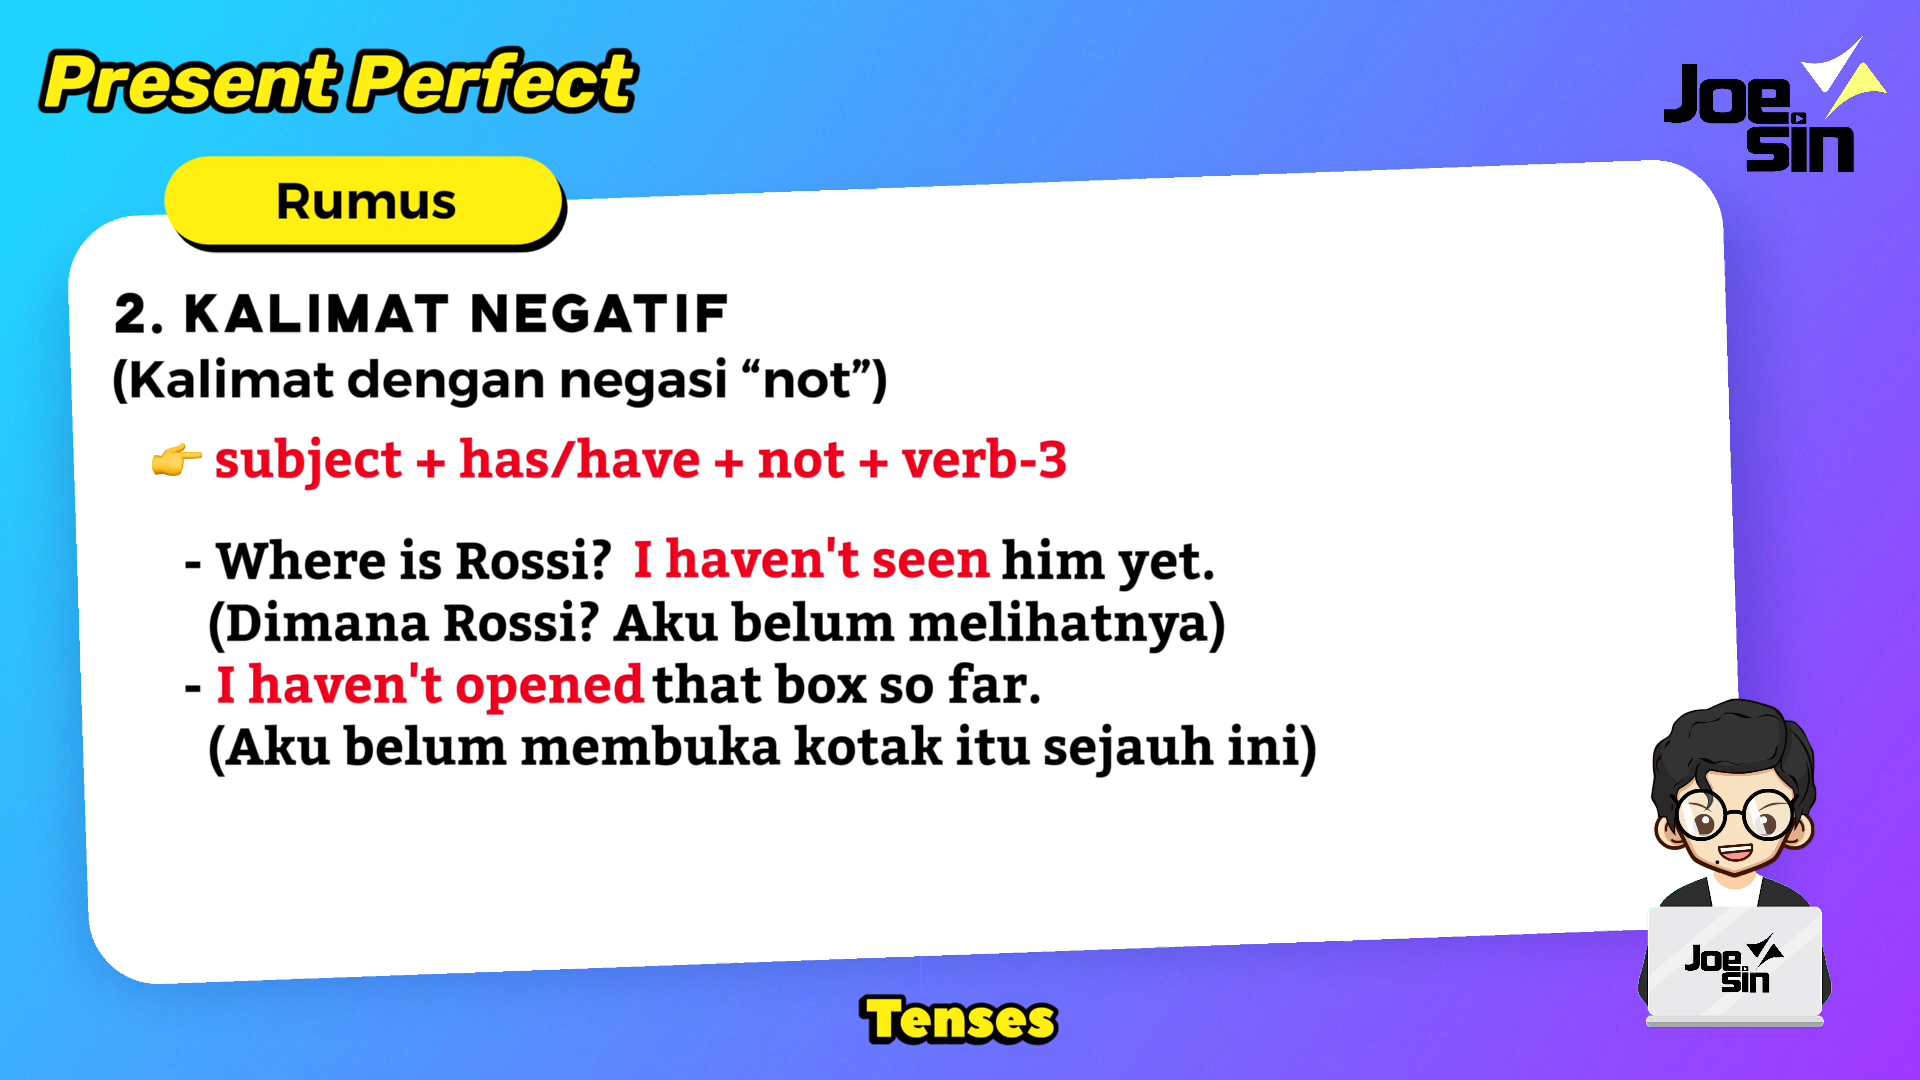 Present Perfect
Joe
sin
Rumus
2. KALIMAT NEGATIF
(Kalimat dengan negasi “not”)
👉 subject + has/have + not + verb-3
- Where is Rossi? I haven't seen him yet.
(Dimana Rossi? Aku belum melihatnya)
- I haven't opened that box so far.
(Aku belum membuka kotak itu sejauh ini)
Joe
sin
Tenses